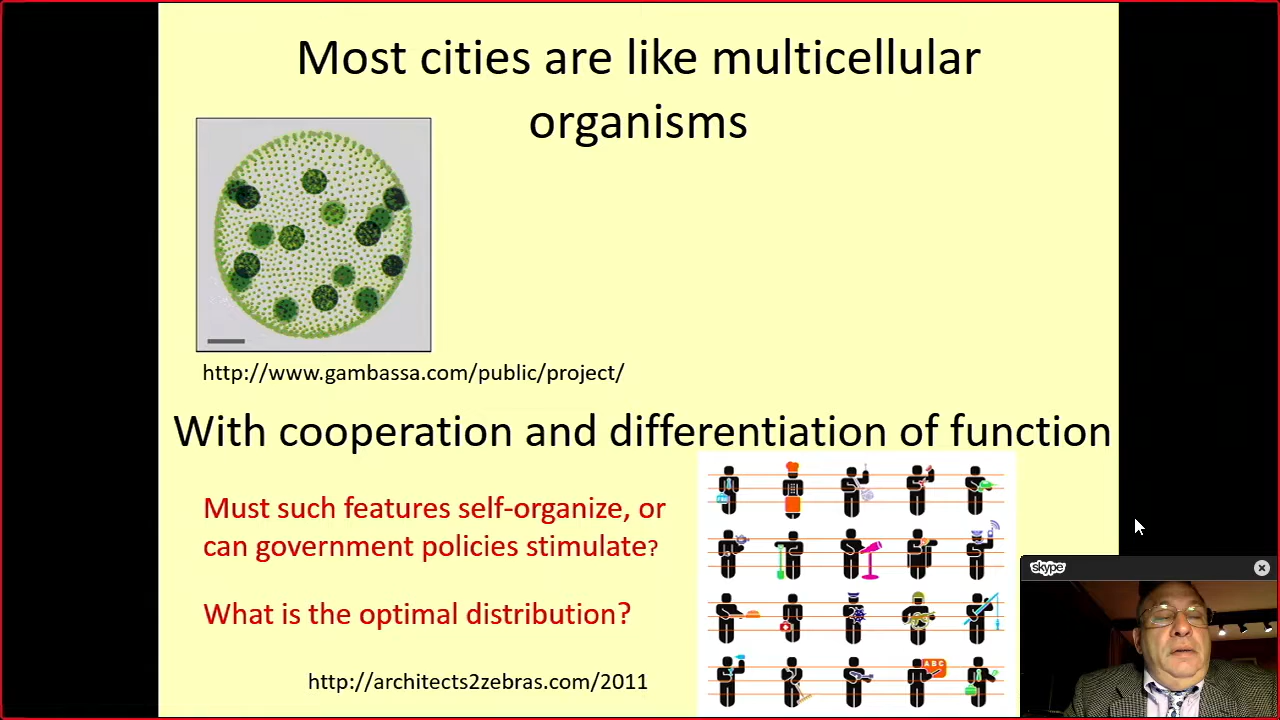 Most cities are like multicellular
organisms
http://www.gambassa.com/public/project/
With cooperation and differentiation of function
Must such features self-organize, or
can government policies stimulate?
What is the optimal distribution?
http://architects2zebras.com/2011
A B C
skype